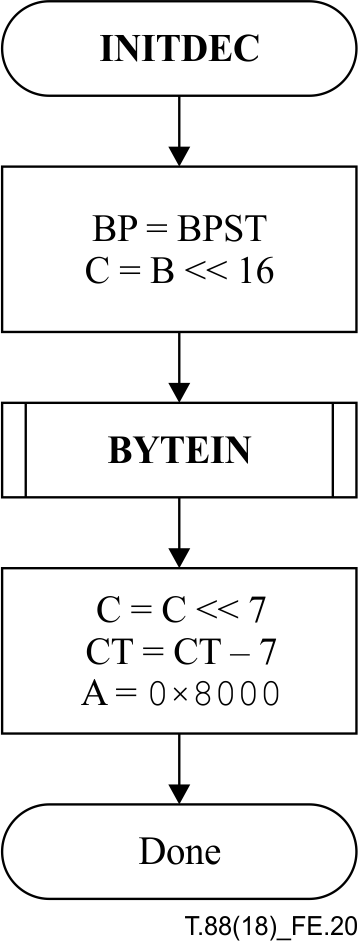 INITDEC
BP = BPST
C = B << 16
BYTEIN
C = C << 7
CT = CT – 7
A = 0×8000
Done
T.88(18)_FE.20